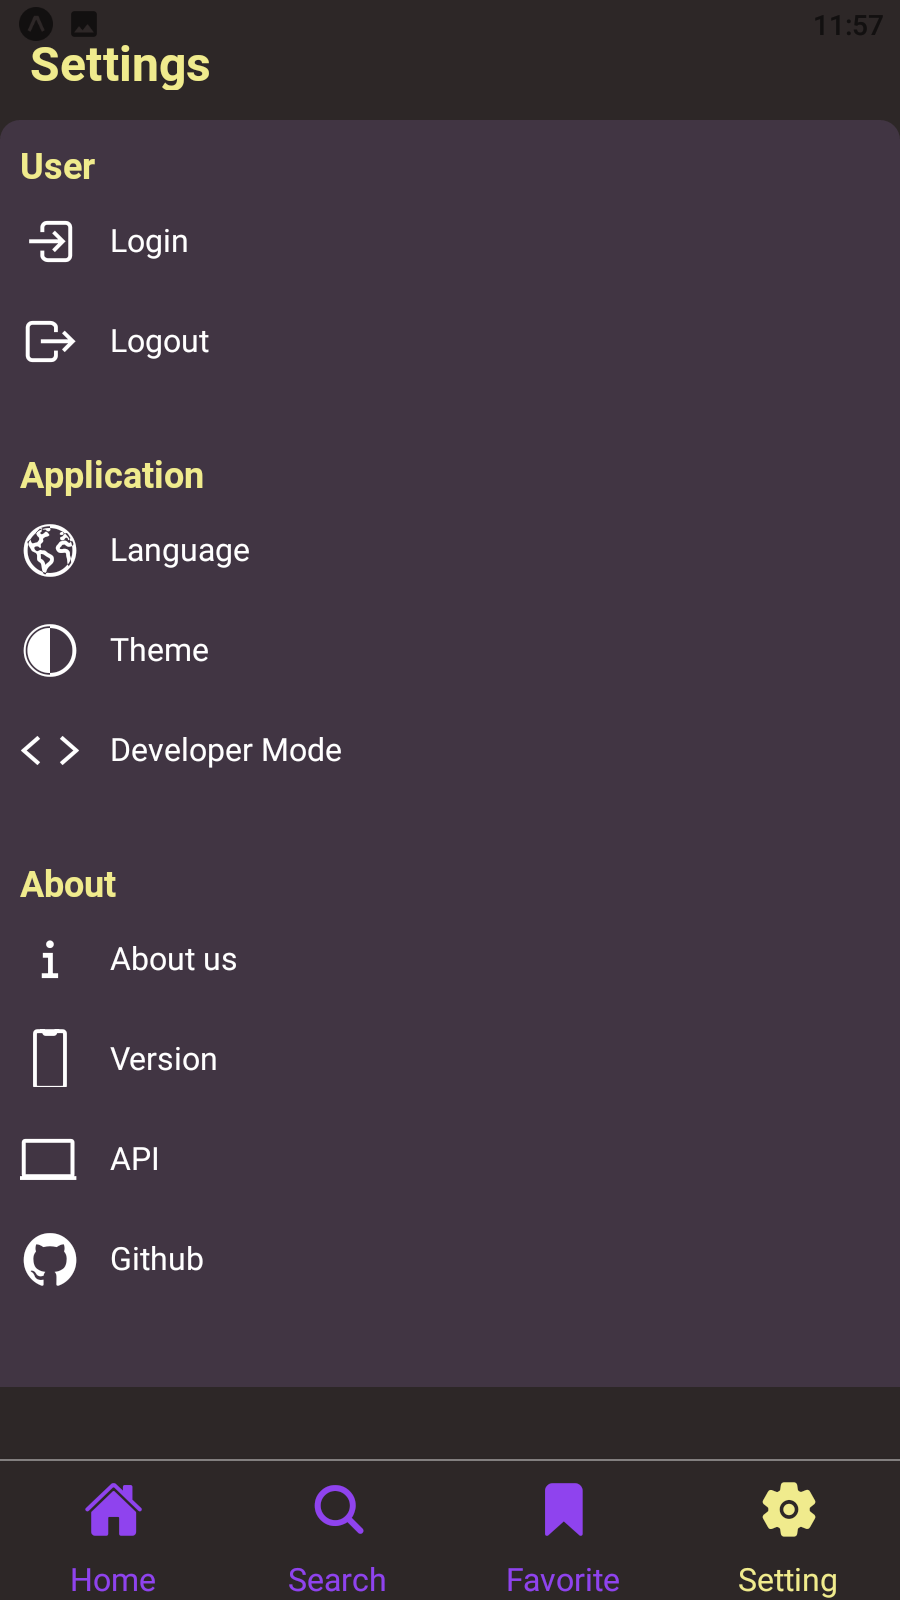 11:57
Settings
User
Login
Logout
Application
Language
Theme
Developer Mode
About
About us
Version
API
Github
Home
Search
Favorite
Setting